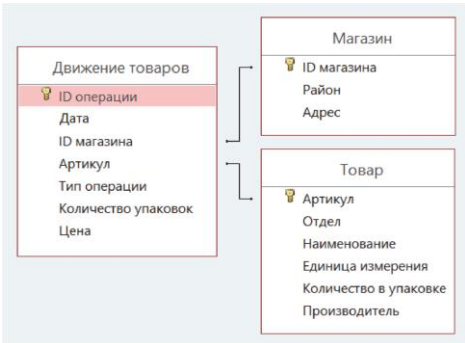 Движение товаров
ID операции
Дата
ID магазина
Артикул
Тип операции
Количество упаковок
Цена
Магазин
ID магазина
Район
Адрес
Товар
Артикул
Отдел
Наименование
Единица измерения
Количество в упаковке
Производитель